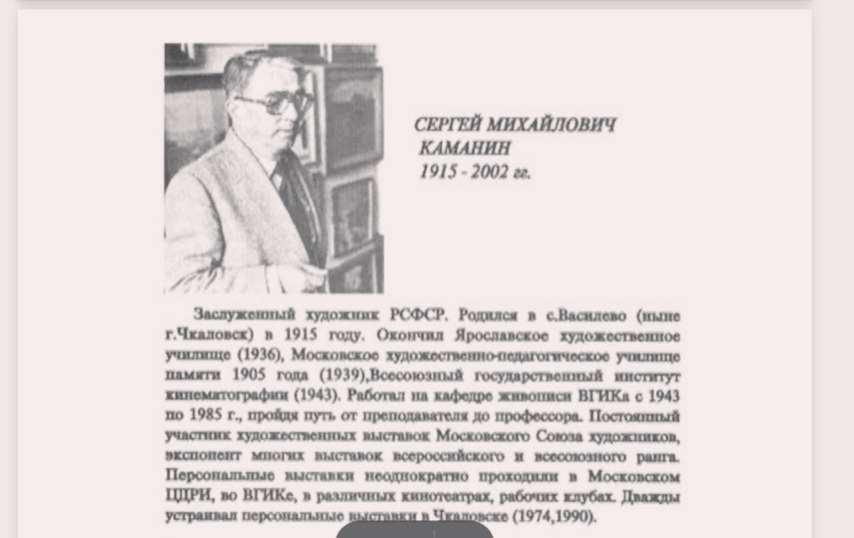 СЕРГЕЙ МИХАЙЛОВИЧ
КАМАНИН
1915 - 2002 гг.
Заслуженный художник РСФСР. Родился в с.Василево (ныне
г.Чкаловск) в 1915 году. Окончил Ярославское художественное
училище (1936), Московское художественно-педагогическое училище
памяти 1905 года (1939),Всесоюзный государственный институт
кинематографии (1943). Работал на кафедре живописи ВГИКа с 1943
по 1985 г., пройдя путь от преподавателя до профессора. Постоянный
участник художественных выставок Московского Союза художников,
экспонент многих выставок всероссийского и всесоюзного ранга.
Персональные выставки неоднократно проходили в Московском
ЦДРИ, во ВГИКе, в различных кинотеатрах, рабочих клубах. Дважды
устраивал персональные выставки в Чкаловске (1974,1990).